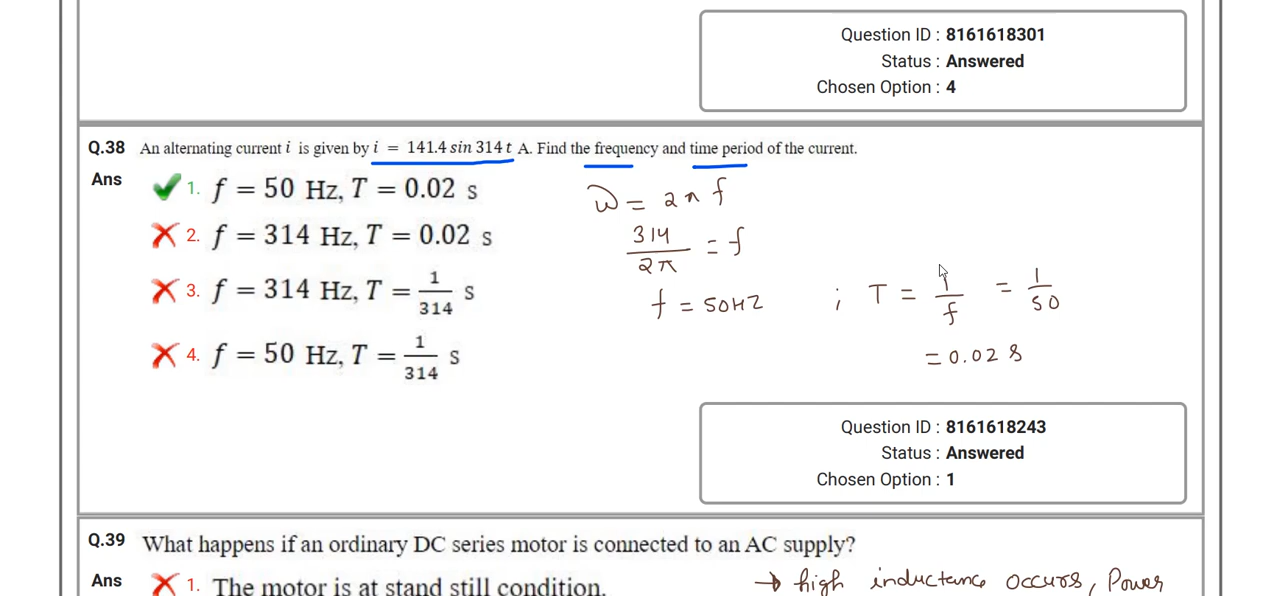 Question ID : 8161618301
Status : Answered
Chosen Option : 4
Q.38 An alternating current i is given by i = 141.4 sin 314 t A. Find the frequency and time period of the current.
Ans 1. f = 50 Hz, T = 0.02 s
2. f = 314 Hz, T = 0.02 s
3. f = 314 Hz, T = 1/314 s
4. f = 50 Hz, T = 1/314 s
ω = 2π f
314/2π = f
f = 50HZ ; T = 1/f = 1/50
= 0.02 s
Question ID : 8161618243
Status : Answered
Chosen Option : 1
Q.39 What happens if an ordinary DC series motor is connected to an AC supply?
Ans 1. The motor is at stand still condition.
→ high inductance occurs, Power